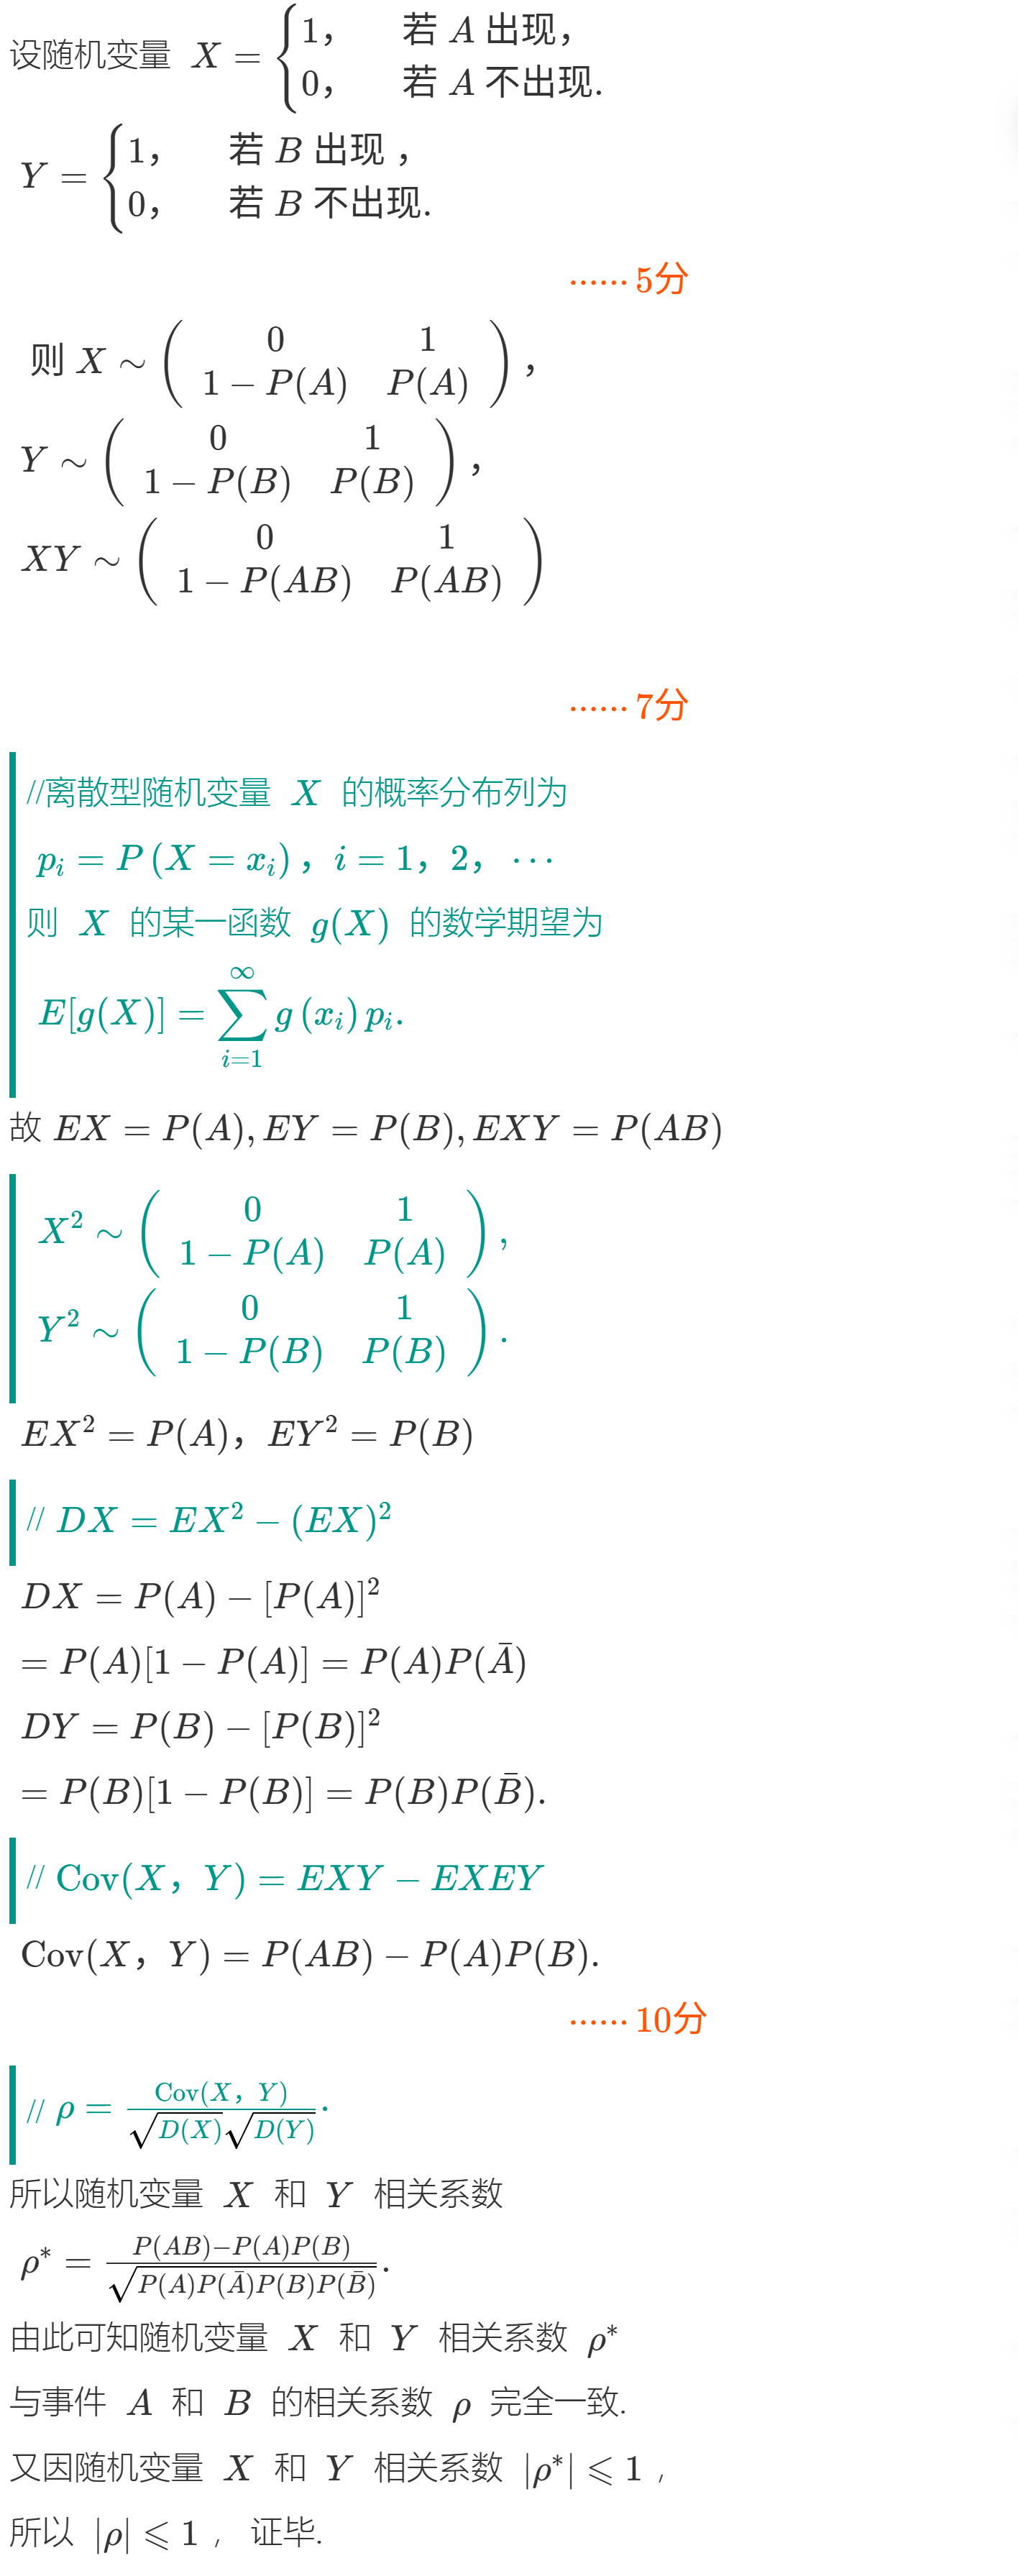 设随机变量 X = { 1， 若 A 出现，
0， 若 A 不出现.
Y = { 1， 若 B 出现，
0， 若 B 不出现.
······ 5分
则 X ∼ ( 0 1
1 − P(A) P(A) ) ，
Y ∼ ( 0 1
1 − P(B) P(B) ) ，
XY ∼ ( 0 1
1 − P(AB) P(AB) )
······ 7分
//离散型随机变量 X 的概率分布列为
p_i = P (X = x_i) ，i = 1，2， ···
则 X 的某一函数 g(X) 的数学期望为
E[g(X)] = ∑_{i=1}^{∞} g (x_i) p_i.
故 EX = P(A), EY = P(B), EXY = P(AB)
X² ∼ ( 0 1
1 − P(A) P(A) ) ,
Y² ∼ ( 0 1
1 − P(B) P(B) ) .
EX² = P(A)，EY² = P(B)
// DX = EX² − (EX)²
DX = P(A) − [P(A)]²
= P(A)[1 − P(A)] = P(A)P(Ā)
DY = P(B) − [P(B)]²
= P(B)[1 − P(B)] = P(B)P(B̄).
// Cov(X，Y) = EXY − EXEY
Cov(X，Y) = P(AB) − P(A)P(B).
······ 10分
// ρ = Cov(X，Y) / √D(X) √D(Y) .
所以随机变量 X 和 Y 相关系数
ρ* = P(AB)−P(A)P(B) / √P(A)P(Ā)P(B)P(B̄) .
由此可知随机变量 X 和 Y 相关系数 ρ*
与事件 A 和 B 的相关系数 ρ 完全一致.
又因随机变量 X 和 Y 相关系数 |ρ*| ⩽ 1，
所以 |ρ| ⩽ 1， 证毕.